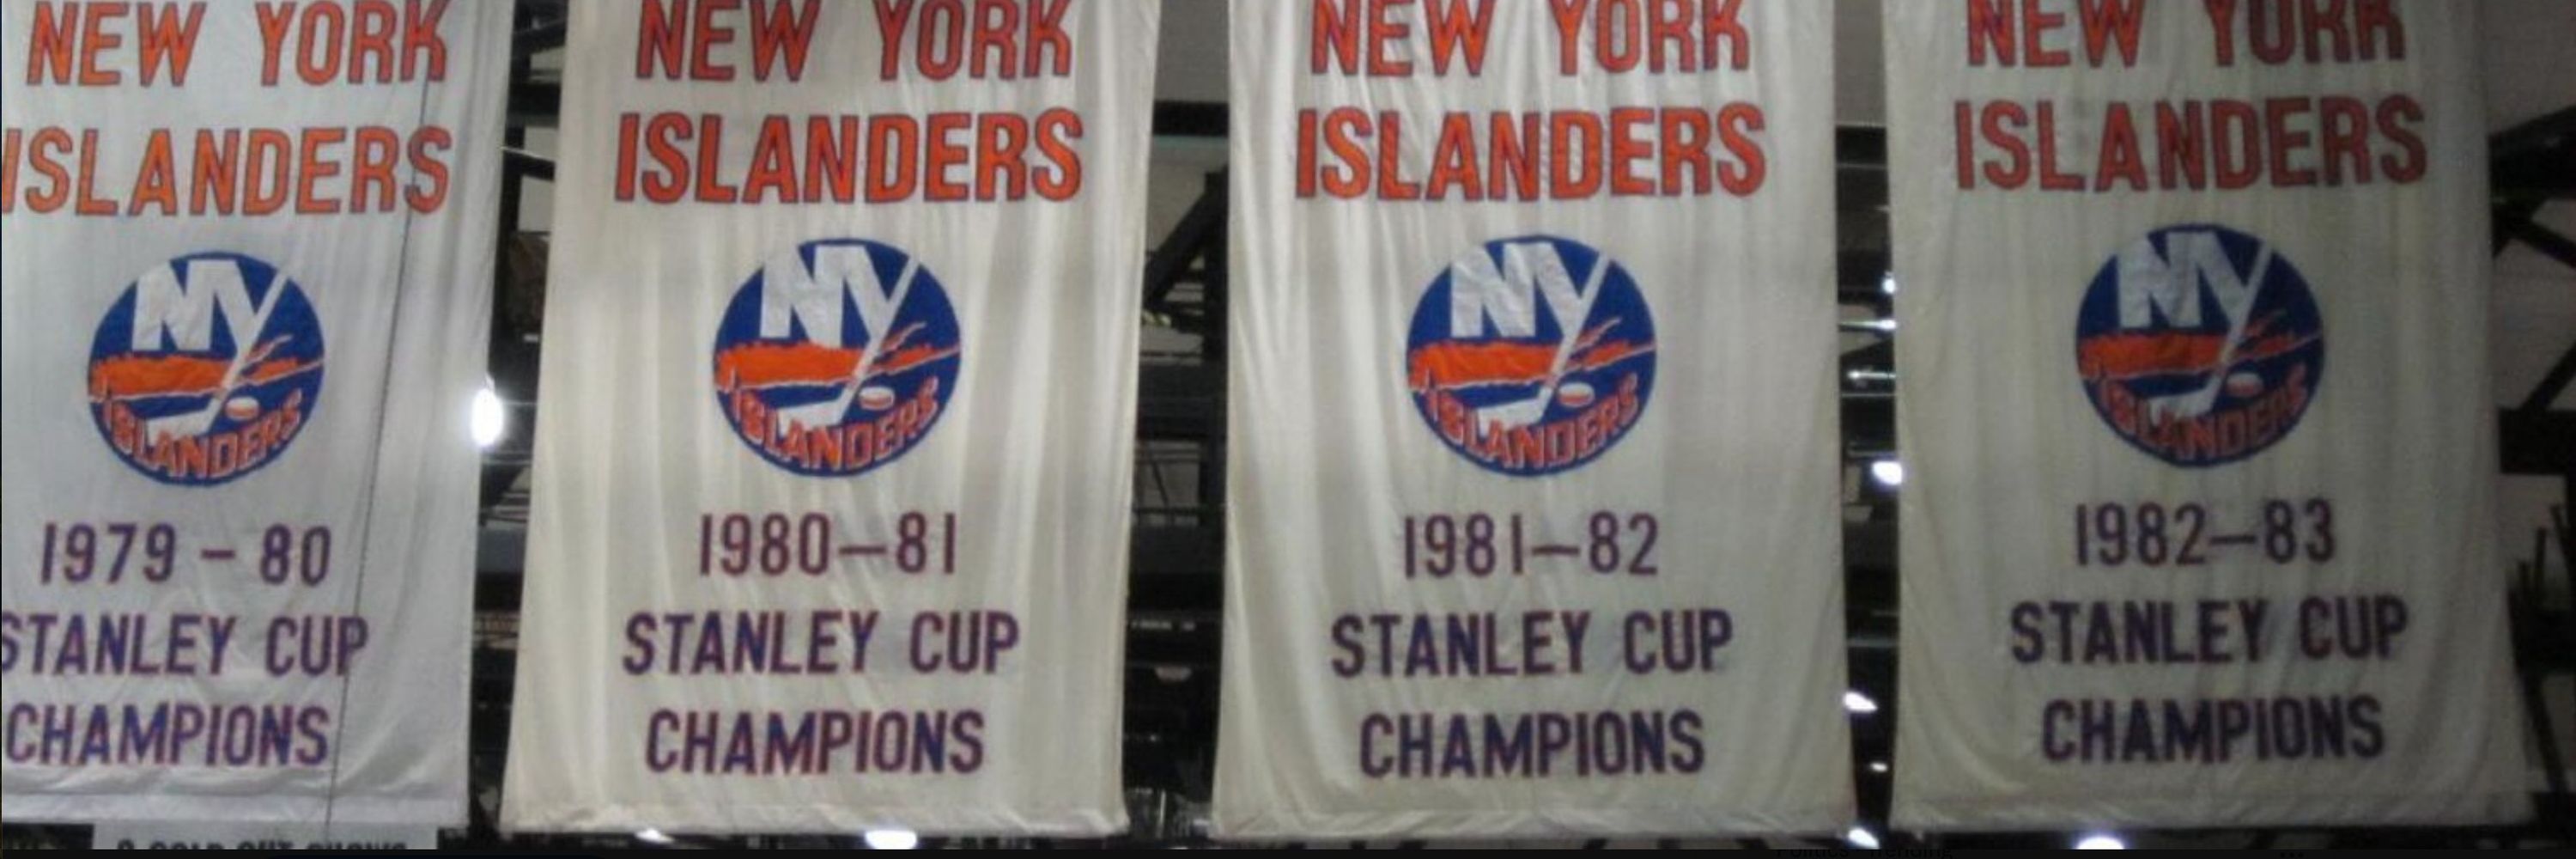 NEW YORK
ISLANDERS
NY
ISLANDERS
1979 - 80
STANLEY CUP
CHAMPIONS
NEW YORK
ISLANDERS
NY
ISLANDERS
1980-81
STANLEY CUP
CHAMPIONS
NEW YORK
ISLANDERS
NY
ISLANDERS
1981-82
STANLEY CUP
CHAMPIONS
NEW YORK
ISLANDERS
NY
ISLANDERS
1982-83
STANLEY CUP
CHAMPIONS